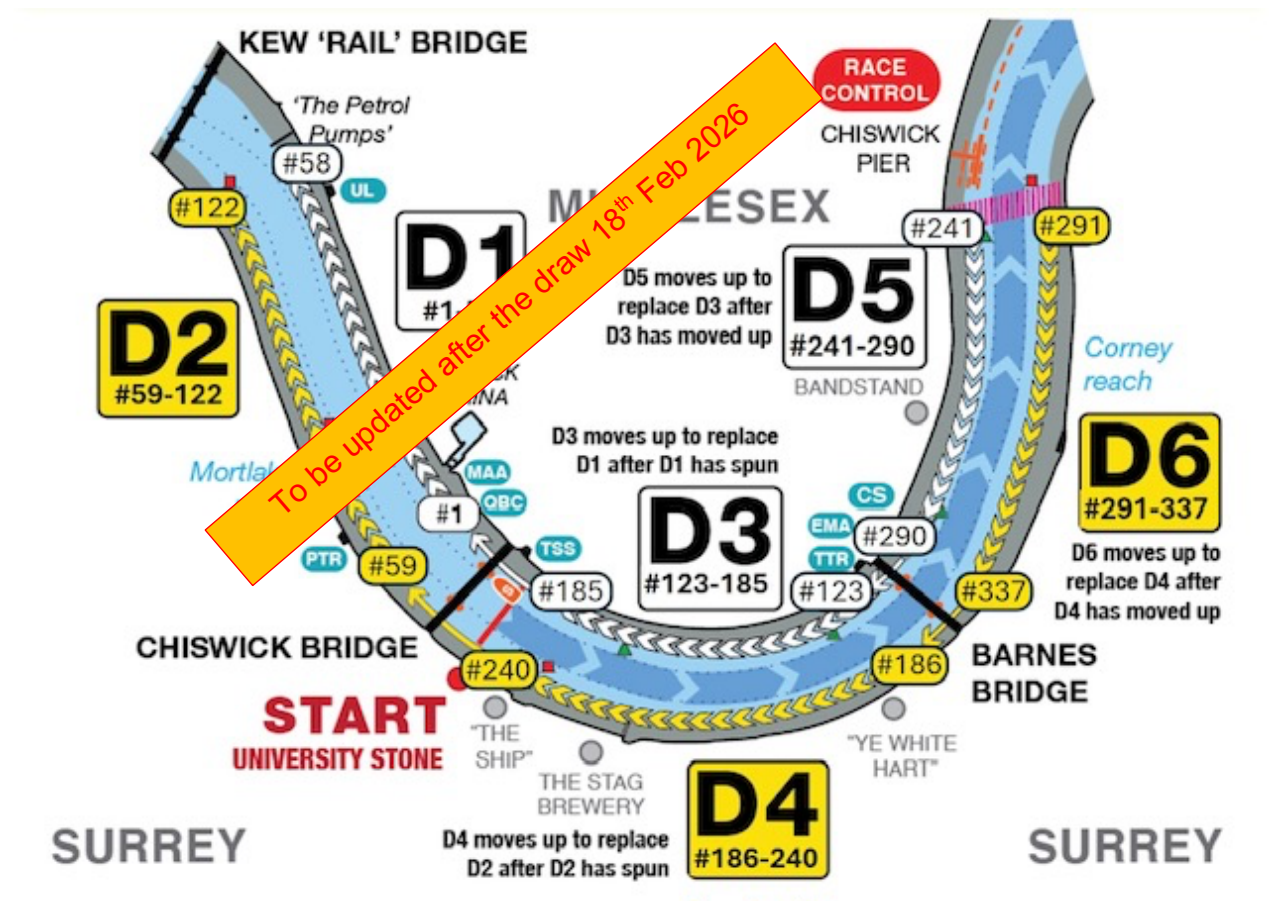 KEW 'RAIL' BRIDGE
'The Petrol
Pumps'
#58
UL
#122
RACE
CONTROL
CHISWICK
PIER
#241
#291
D1
#1-
D2
#59-122
To be updated after the draw 18th Feb 2026
D5 moves up to
replace D3 after
D3 has moved up
D5
#241-290
BANDSTAND
Corney
reach
D3 moves up to replace
D1 after D1 has spun
D6
#291-337
D6 moves up to
replace D4 after
D4 has moved up
MAA
QBC
#1
TSS
PTR
#59
D3
#123-185
CS
EMA
#290
TTR
#185
#123
#337
CHISWICK BRIDGE
#240
#186
BARNES
BRIDGE
START
UNIVERSITY STONE
"THE
SHIP"
THE STAG
BREWERY
"YE WHITE
HART"
D4
#186-240
D4 moves up to replace
D2 after D2 has spun
SURREY
SURREY